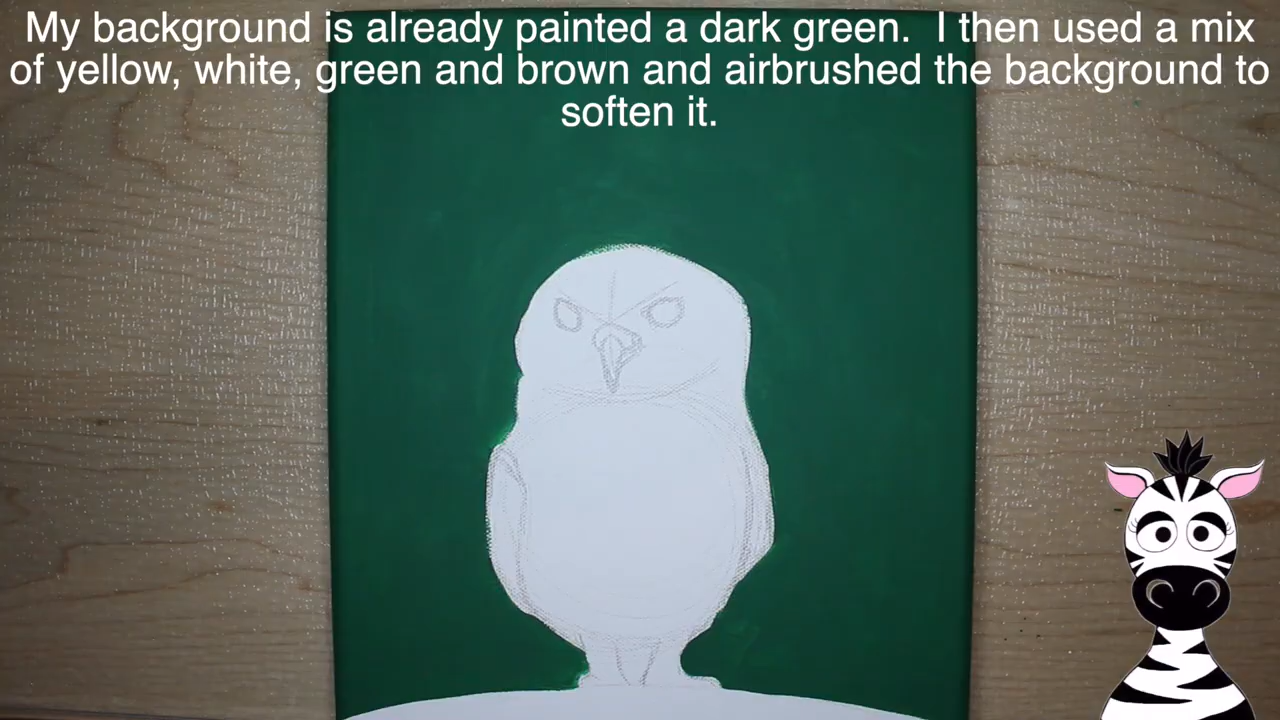 My background is already painted a dark green.  I then used a mix
of yellow, white, green and brown and airbrushed the background to
soften it.